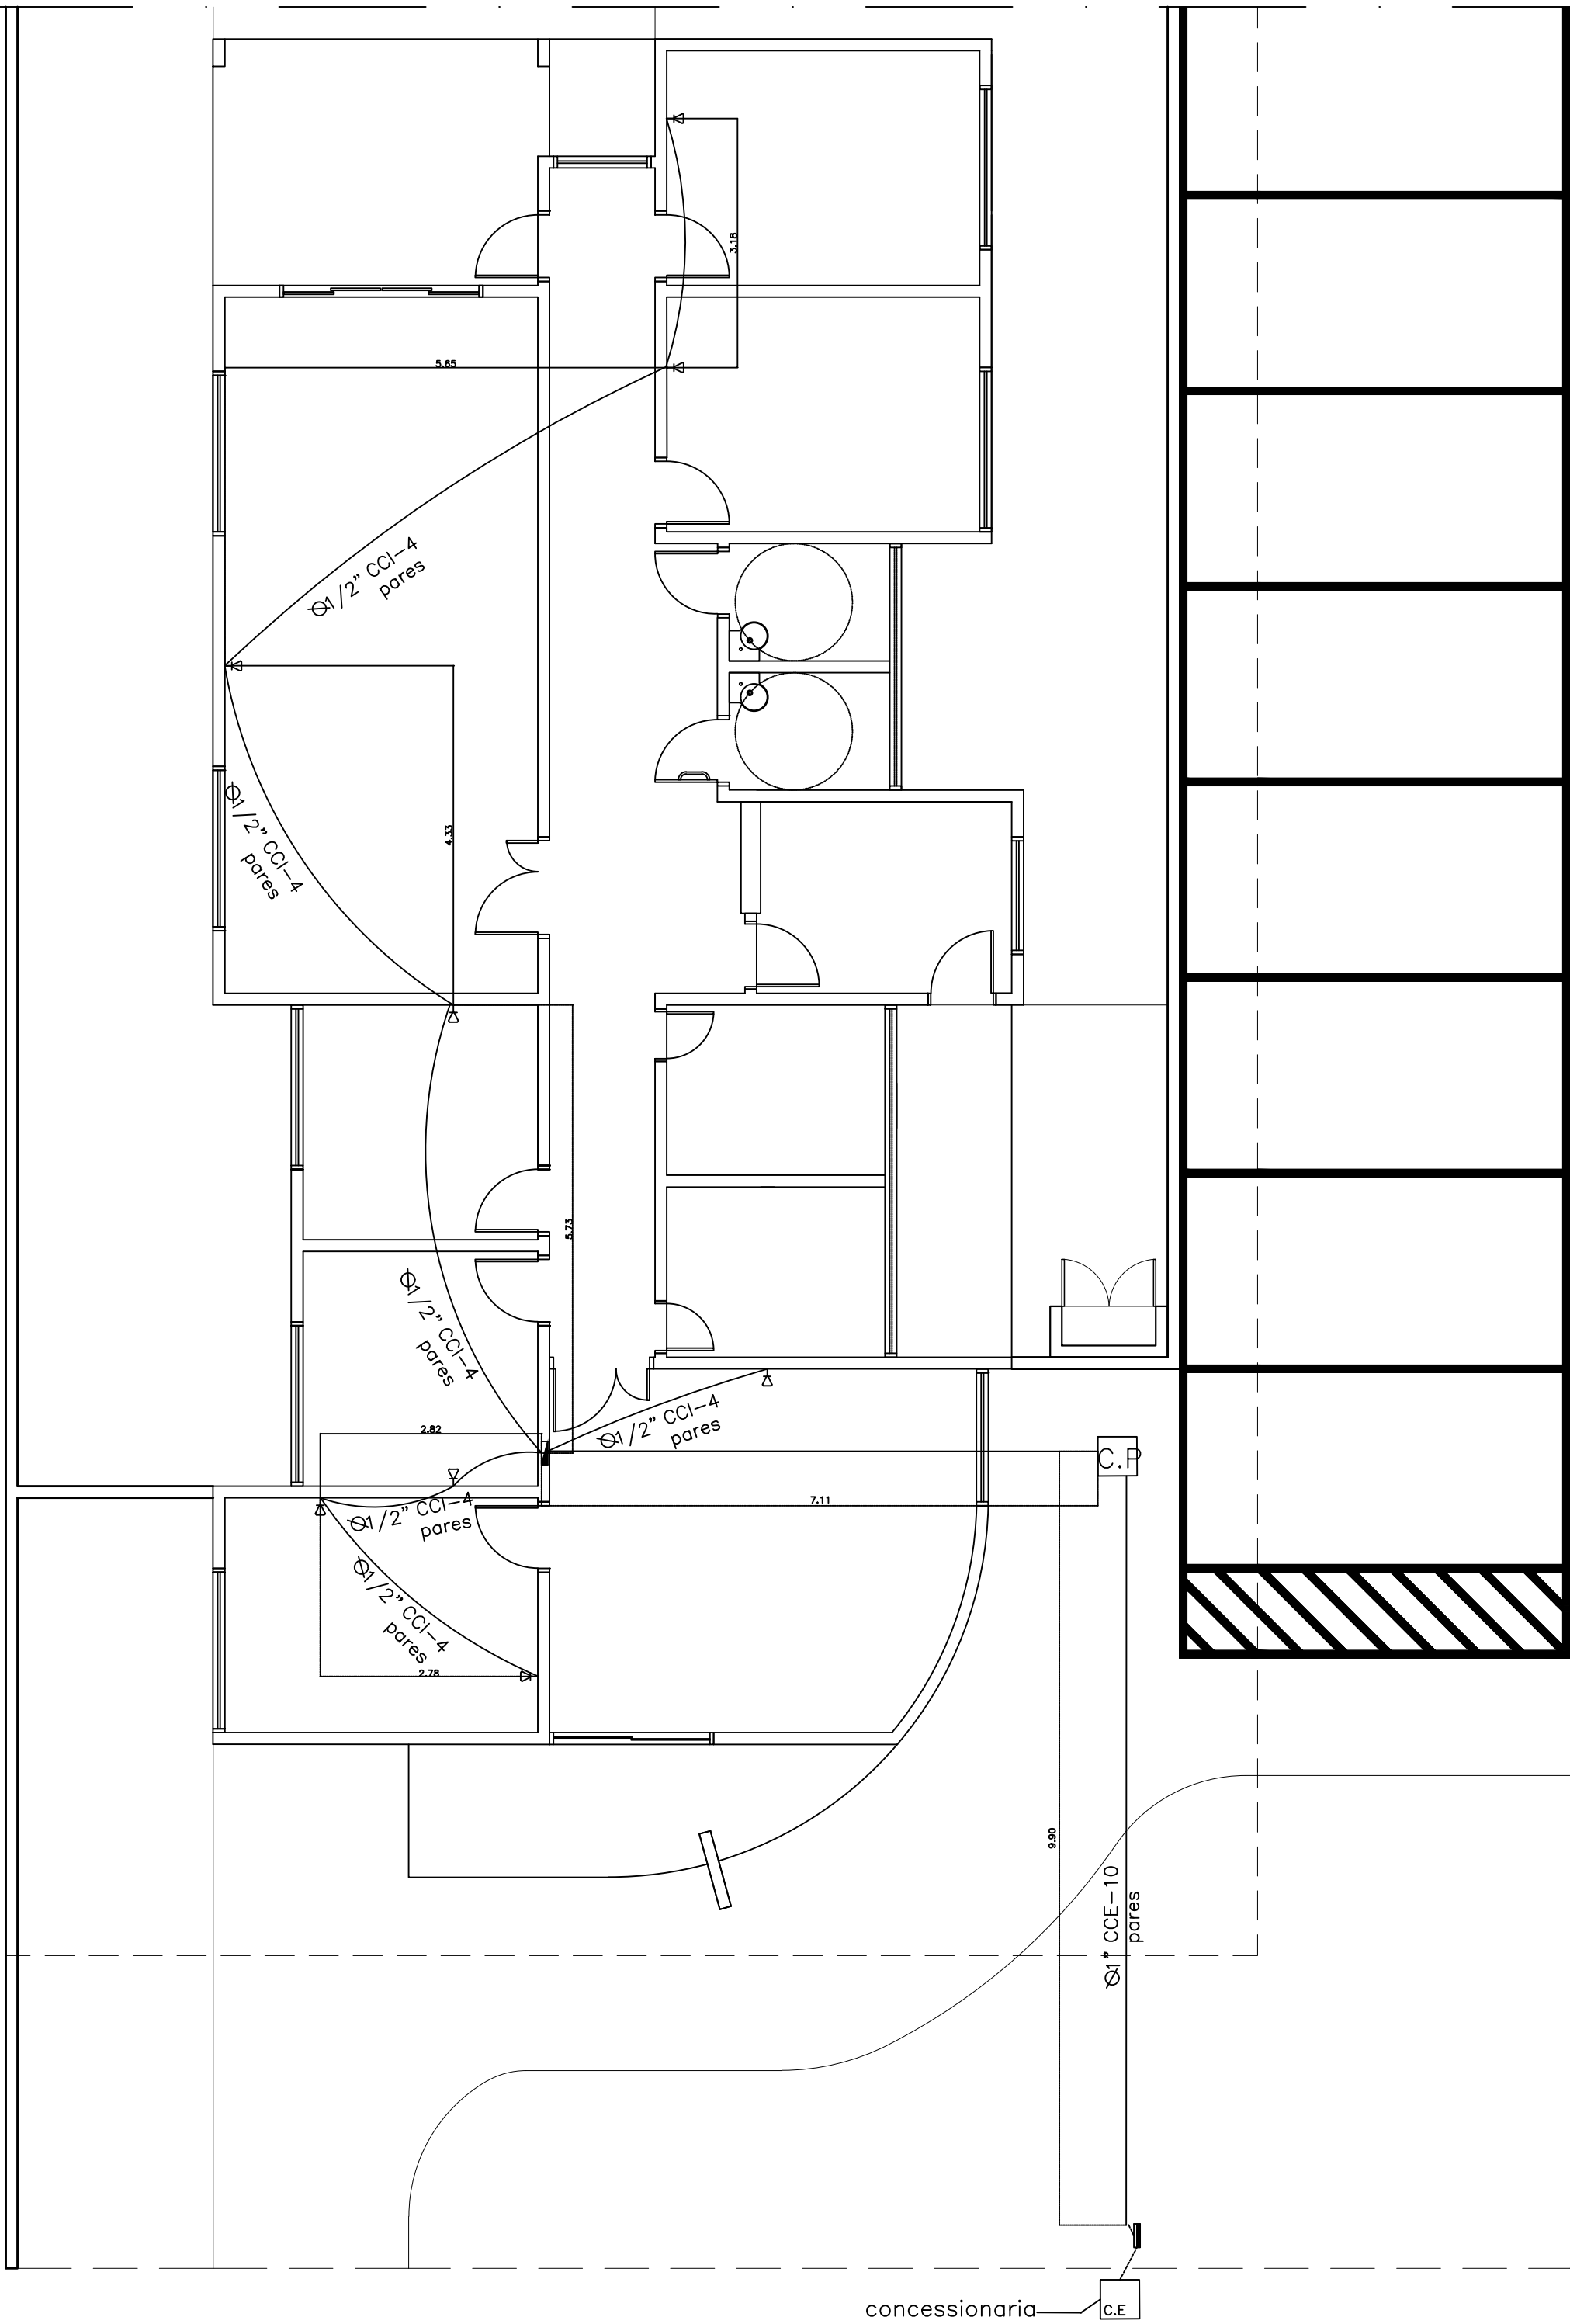 3.18
5.65
Ø1/2" CCI-4
pares
Ø1/2" CCI-4
pares
4.33
5.73
Ø1/2" CCI-4
pares
Ø1/2" CCI-4
pares
2.82
C.P
7.11
Ø1/2" CCI-4
pares
Ø1/2" CCI-4
pares
2.78
9.90
Ø1" CCE-10
pares
concessionaria
C.E